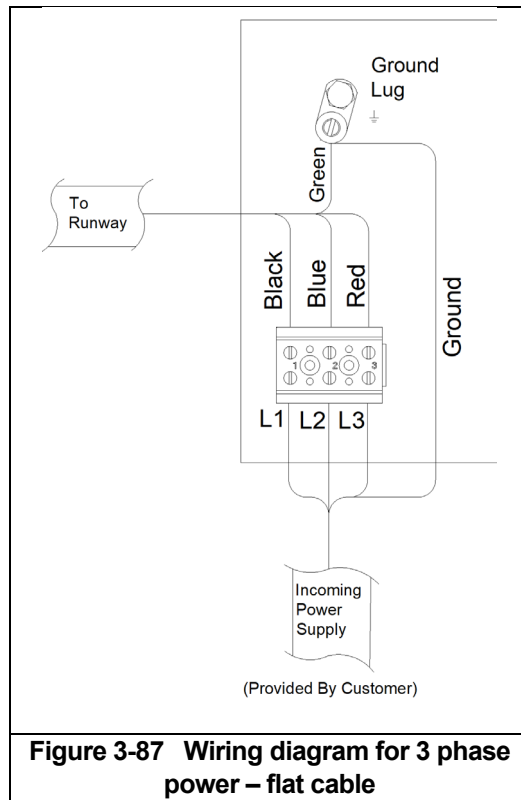 Ground
Lug
Green
To
Runway
Black
Blue
Red
Ground
1 2 3
L1 L2 L3
Incoming
Power
Supply
(Provided By Customer)
Figure 3-87 Wiring diagram for 3 phase
power – flat cable